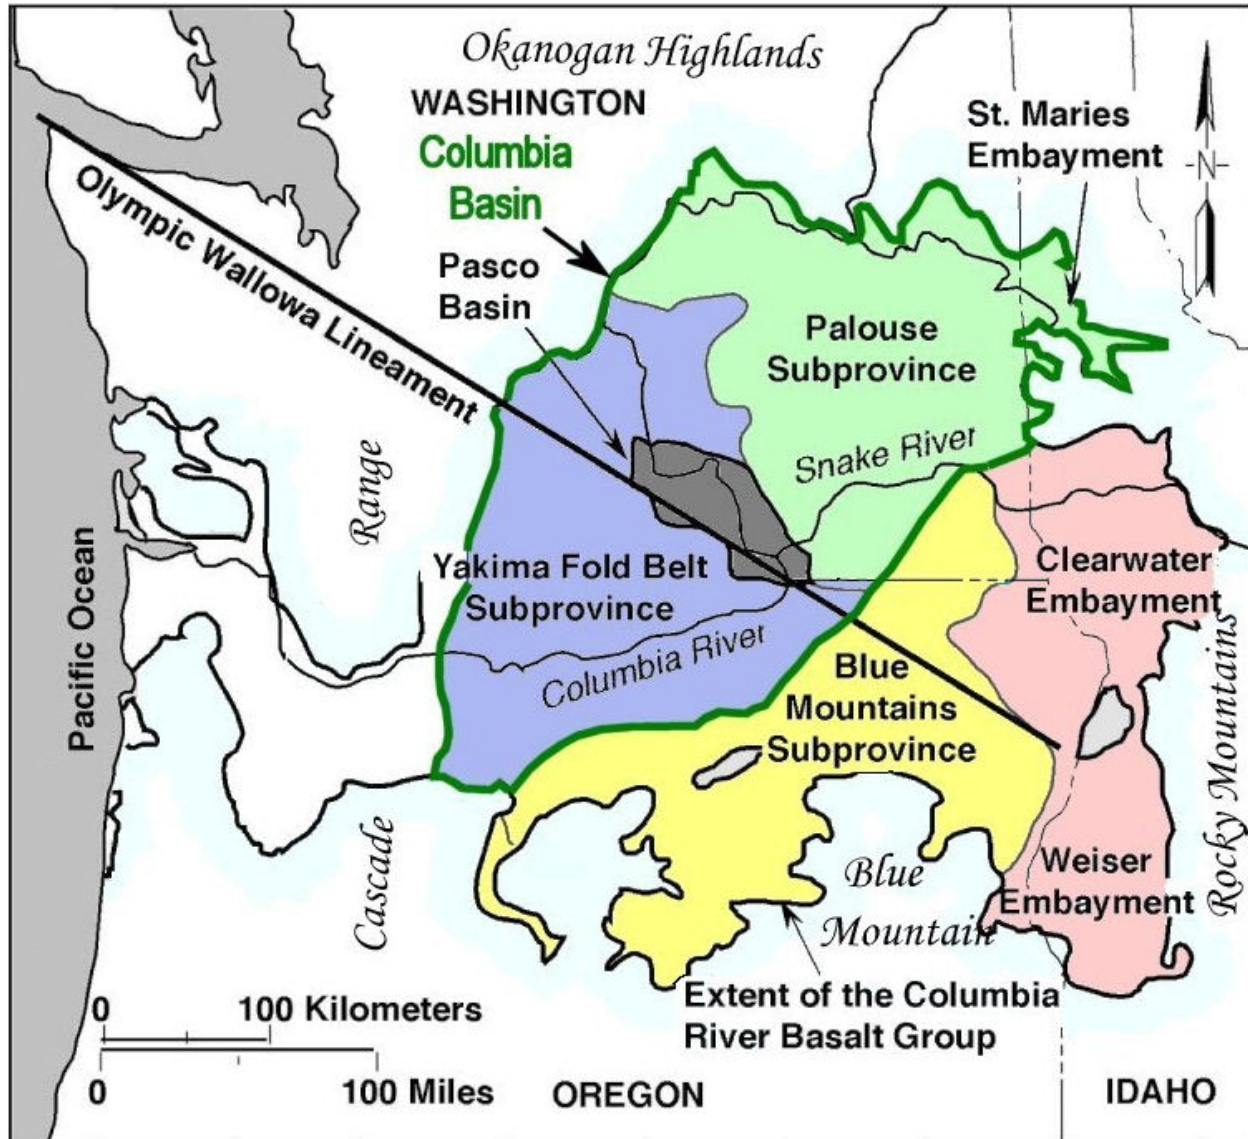 Okanogan Highlands
WASHINGTON
Columbia
Basin
St. Maries
Embayment
N
Olympic Wallowa Lineament
Pasco
Basin
Palouse
Subprovince
Snake River
Range
Yakima Fold Belt
Subprovince
Clearwater
Embayment
Columbia River
Pacific Ocean
Blue
Mountains
Subprovince
Rocky Mountains
Cascade
Blue
Mountain
Weiser
Embayment
Extent of the Columbia
River Basalt Group
0 100 Kilometers
0 100 Miles
OREGON
IDAHO